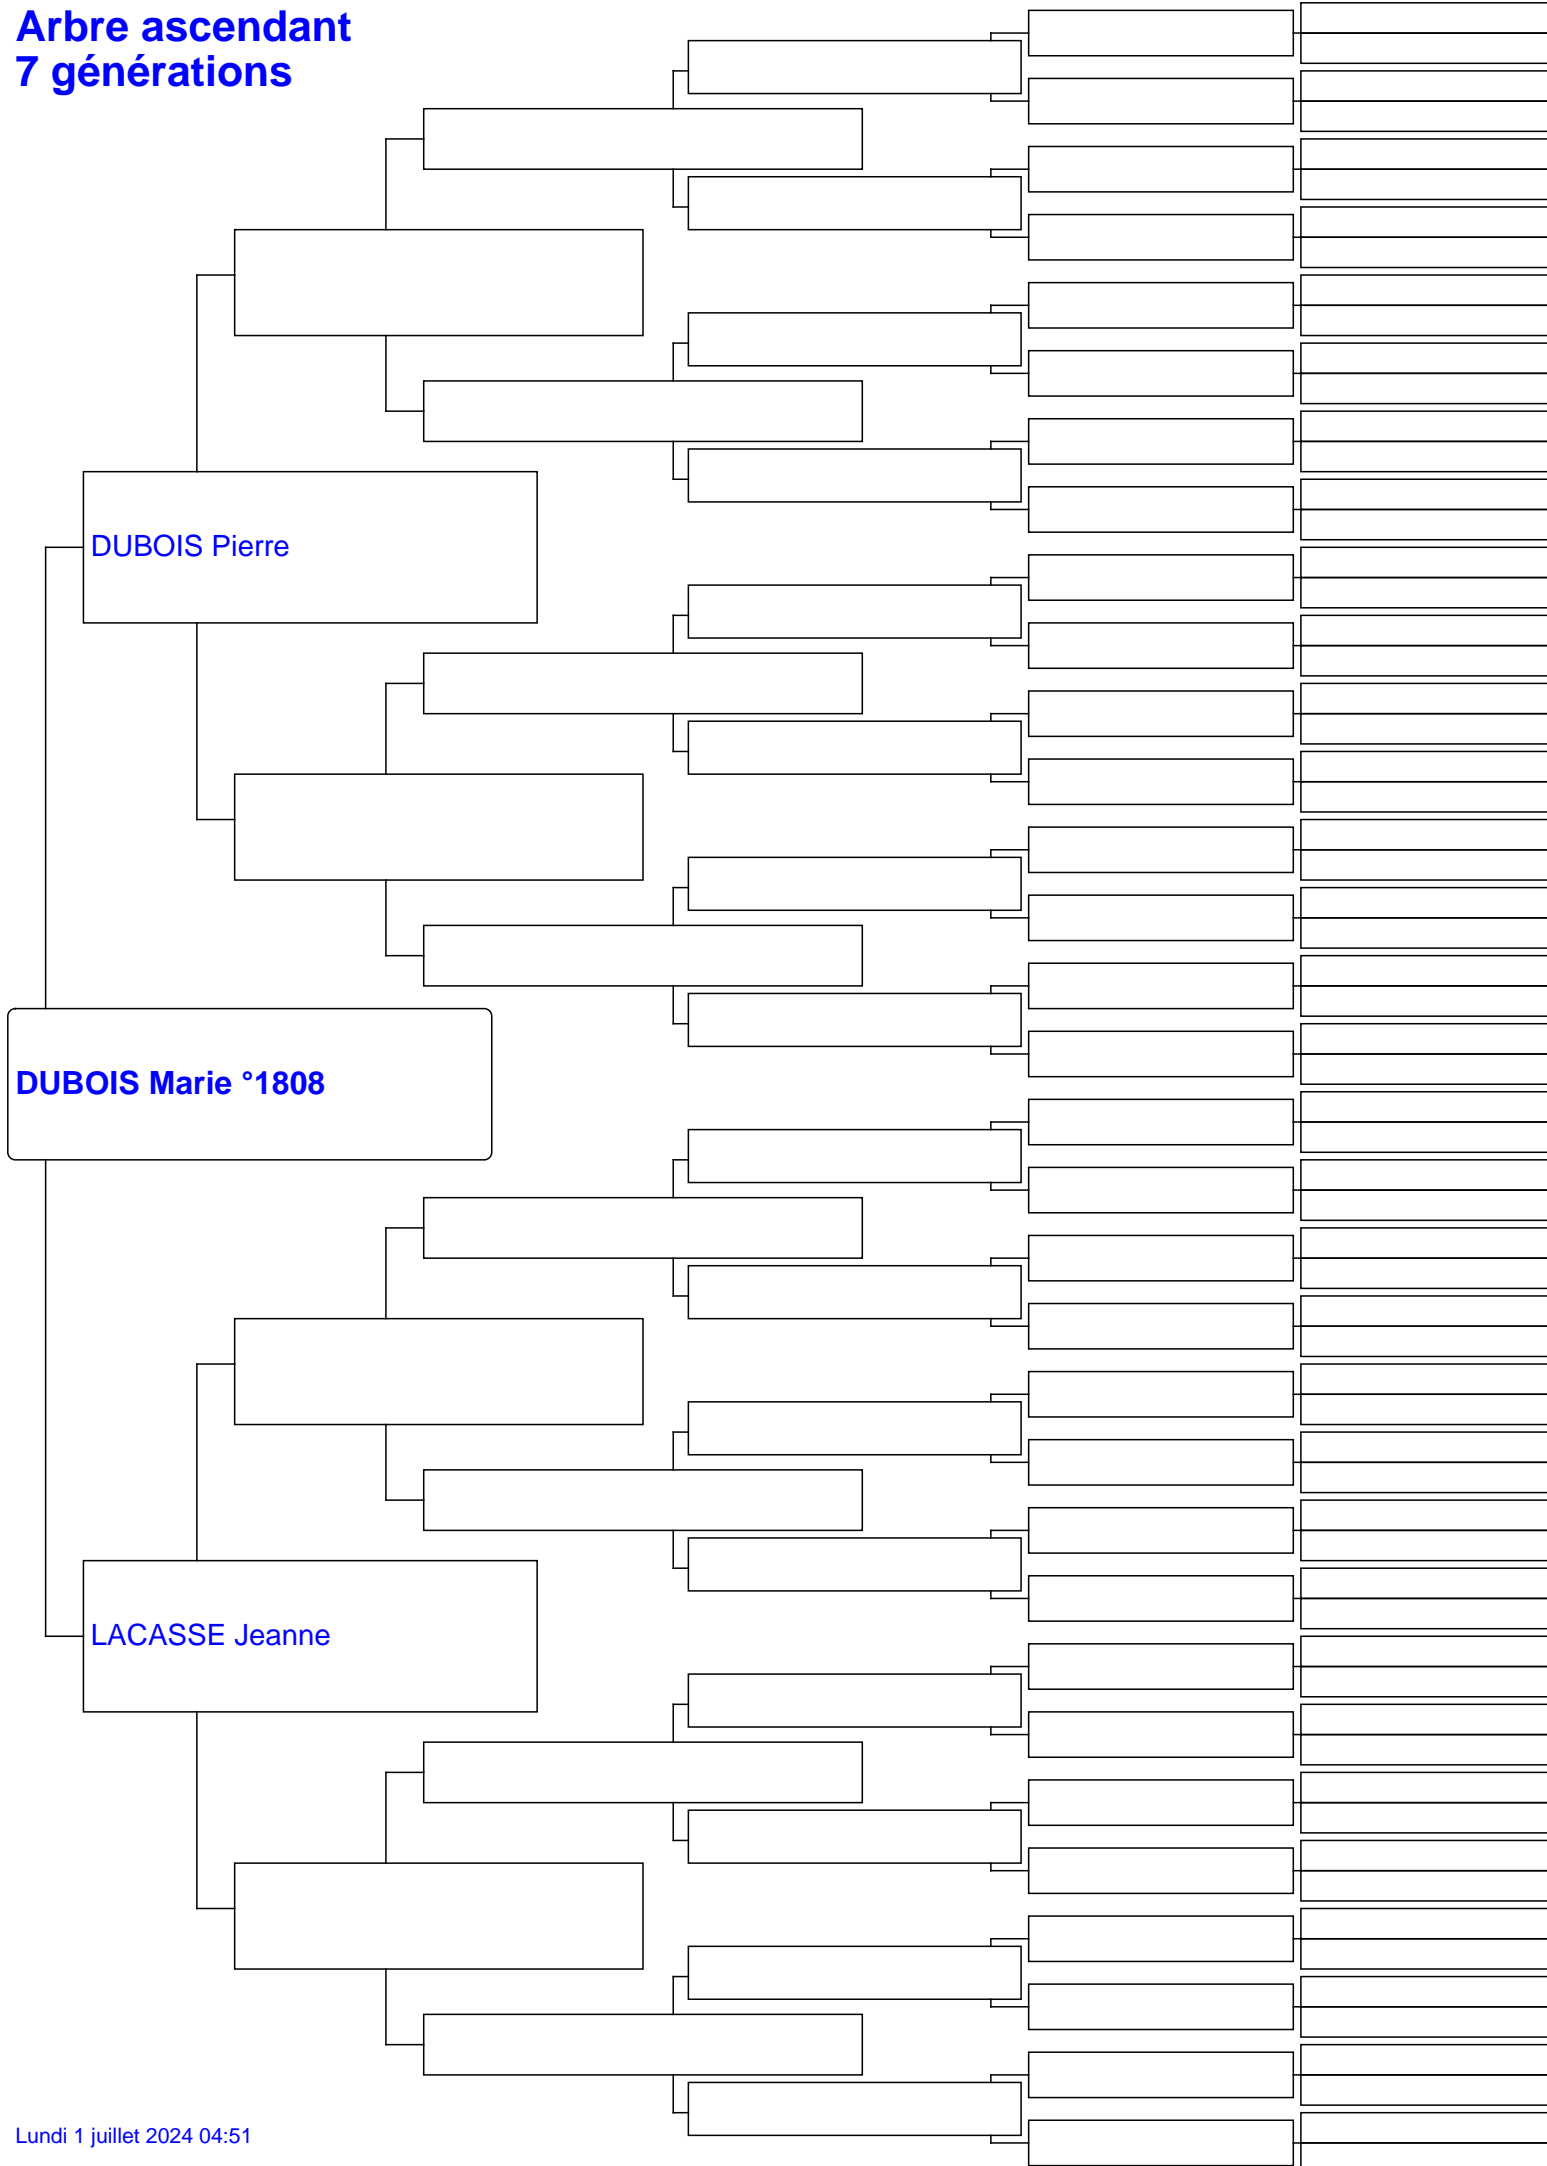 Arbre ascendant
7 générations
DUBOIS Pierre
DUBOIS Marie °1808
LACASSE Jeanne
Lundi 1 juillet 2024 04:51